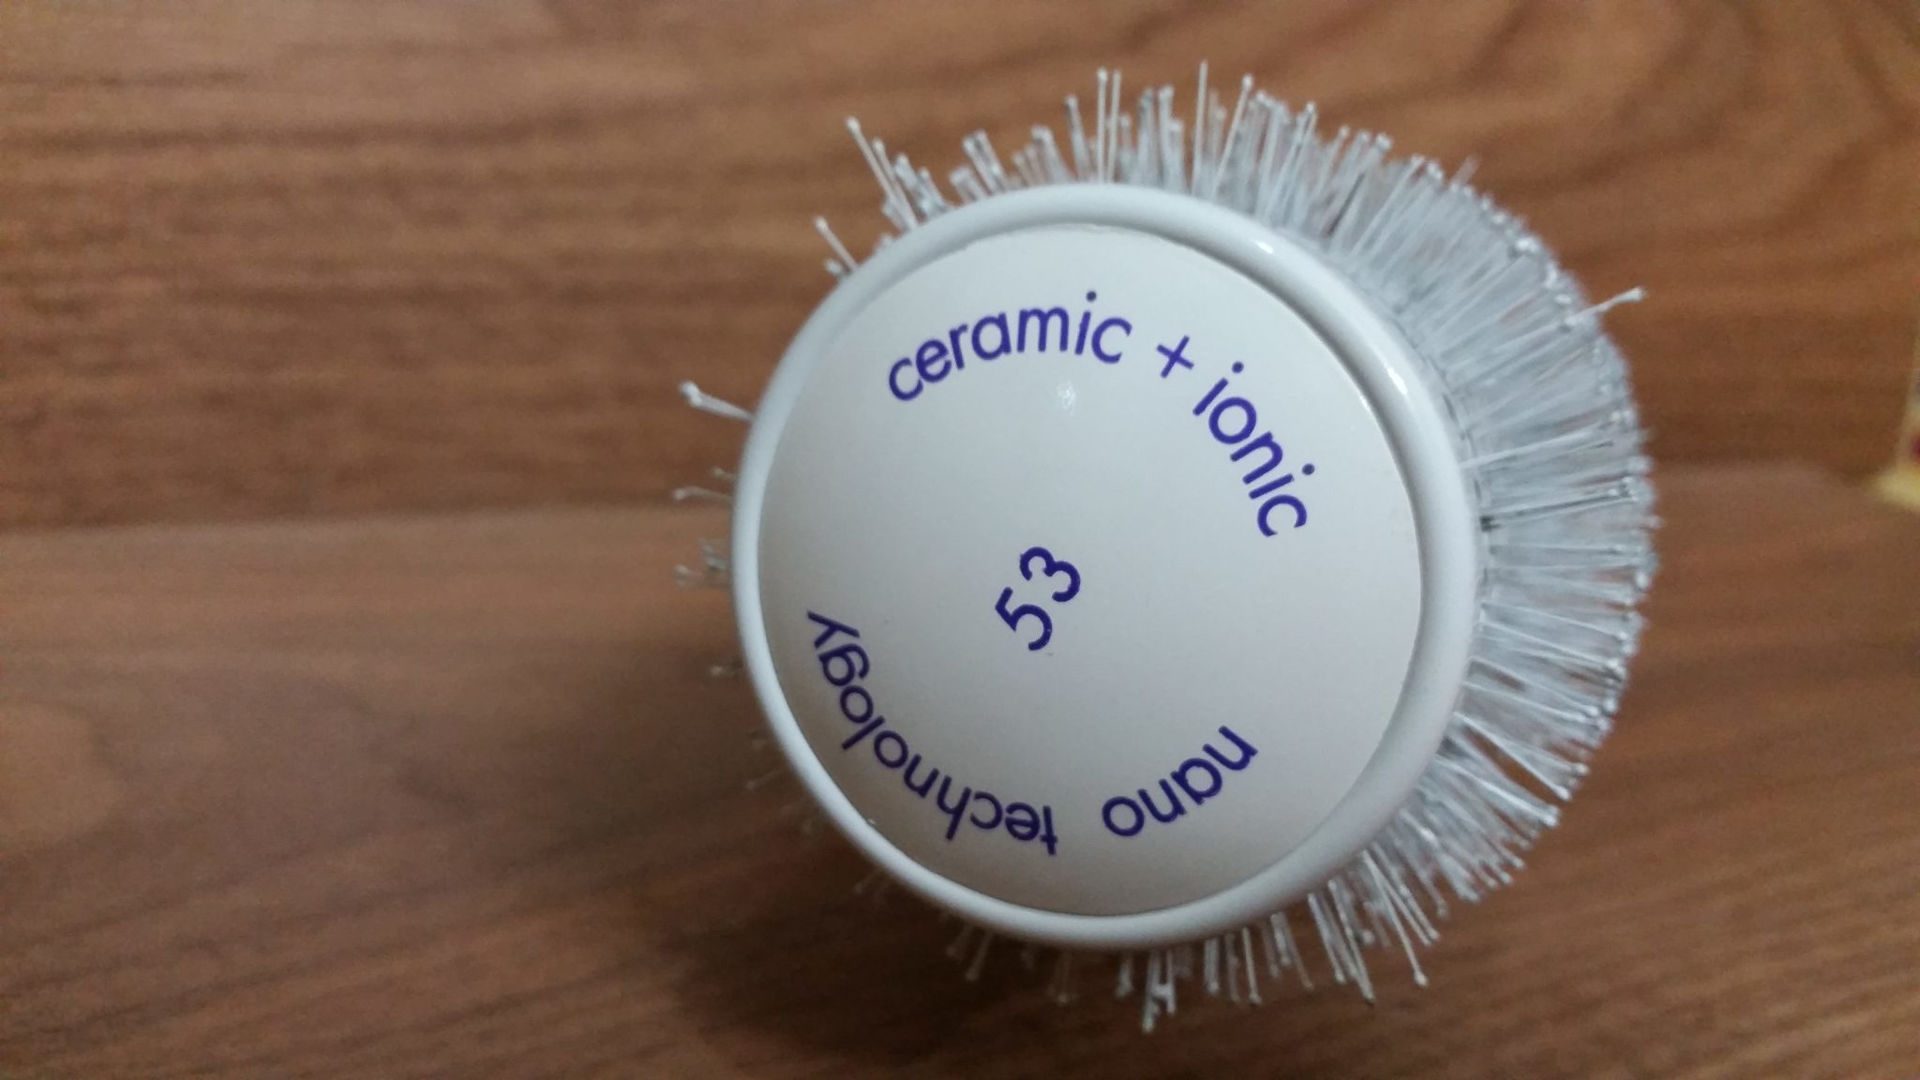 ceramic + ionic
53
nano technology